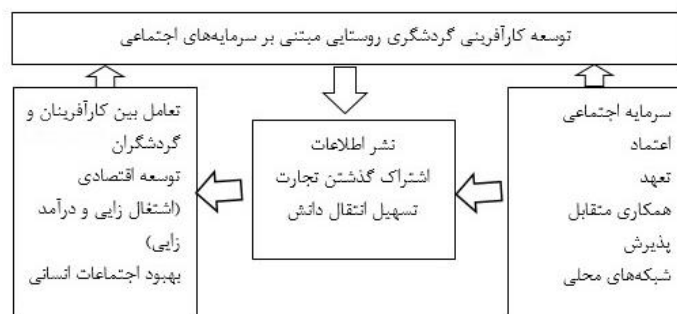 توسعه کارآفرینی گردشگری روستایی مبتنی بر سرمایه‌های اجتماعی
سرمایه اجتماعی
اعتماد
تعهد
همکاری متقابل
پذیرش
شبکه‌های محلی
نشر اطلاعات
اشتراک گذشتن تجارت
تسهیل انتقال دانش
تعامل بین کارآفرینان و
گردشگران
توسعه اقتصادی
(اشتغال زایی و درآمد
زایی)
بهبود اجتماعات انسانی